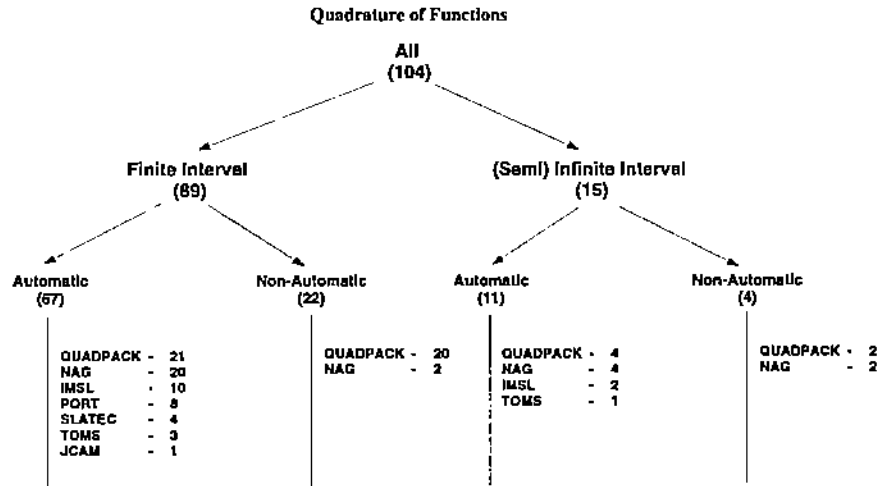 Quadrature of Functions
All
(104)
Finite Interval
(89)
(Semi) Infinite Interval
(15)
Automatic
(67)
Non-Automatic
(22)
Automatic
(11)
Non-Automatic
(4)
QUADPACK - 21
NAG - 20
IMSL - 10
PORT - 8
SLATEC - 4
TOMS - 3
JCAM - 1
QUADPACK - 20
NAG - 2
QUADPACK - 4
NAG - 4
IMSL - 2
TOMS - 1
QUADPACK - 2
NAG - 2